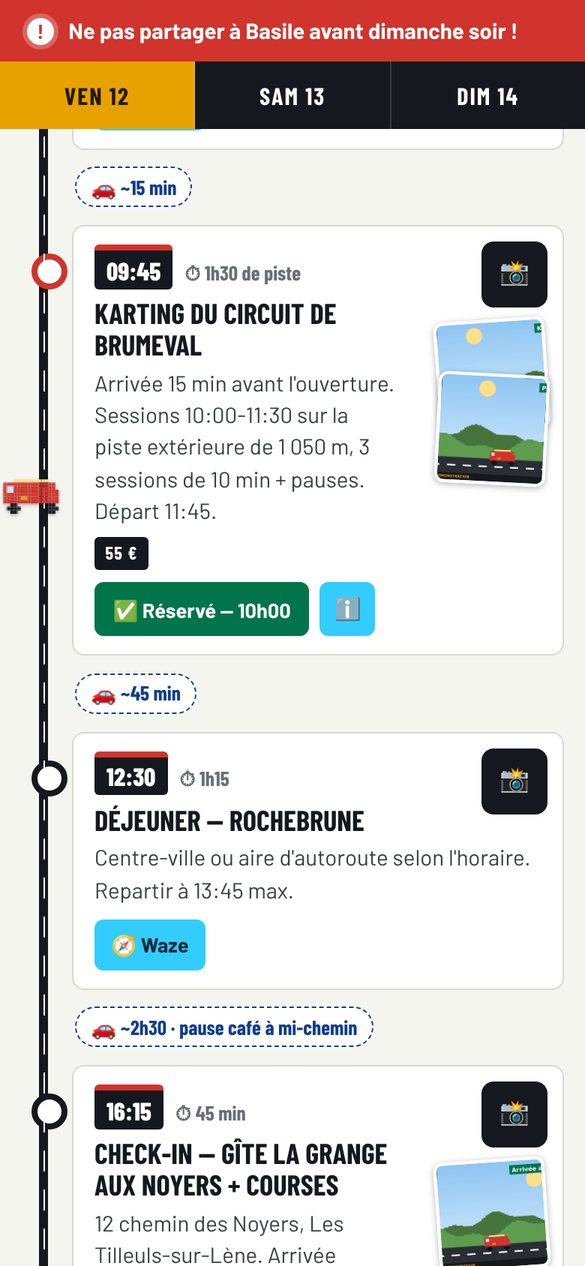 ! Ne pas partager à Basile avant dimanche soir !
VEN 12
SAM 13
DIM 14
~15 min
09:45
1h30 de piste
KARTING DU CIRCUIT DE
BRUMEVAL
Arrivée 15 min avant l'ouverture.
Sessions 10:00-11:30 sur la
piste extérieure de 1 050 m, 3
sessions de 10 min + pauses.
Départ 11:45.
55 €
Réservé – 10h00
~45 min
12:30
1h15
DÉJEUNER – ROCHEBRUNE
Centre-ville ou aire d'autoroute selon l'horaire.
Repartir à 13:45 max.
Waze
~2h30 · pause café à mi-chemin
16:15
45 min
CHECK-IN – GÎTE LA GRANGE
AUX NOYERS + COURSES
Arrivée
12 chemin des Noyers, Les
Tilleuls-sur-Lène. Arrivée